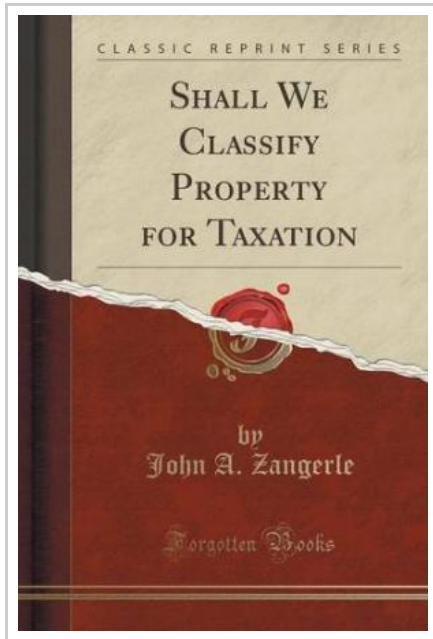 CLASSIC REPRINT SERIES
SHALL WE
CLASSIFY
PROPERTY
FOR TAXATION
by
John A. Zangerle
Forgotten Books